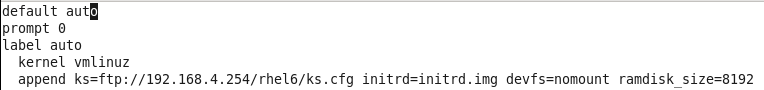 default auto
prompt 0
label auto
  kernel vmlinuz
  append ks=ftp://192.168.4.254/rhel6/ks.cfg initrd=initrd.img devfs=nomount ramdisk_size=8192